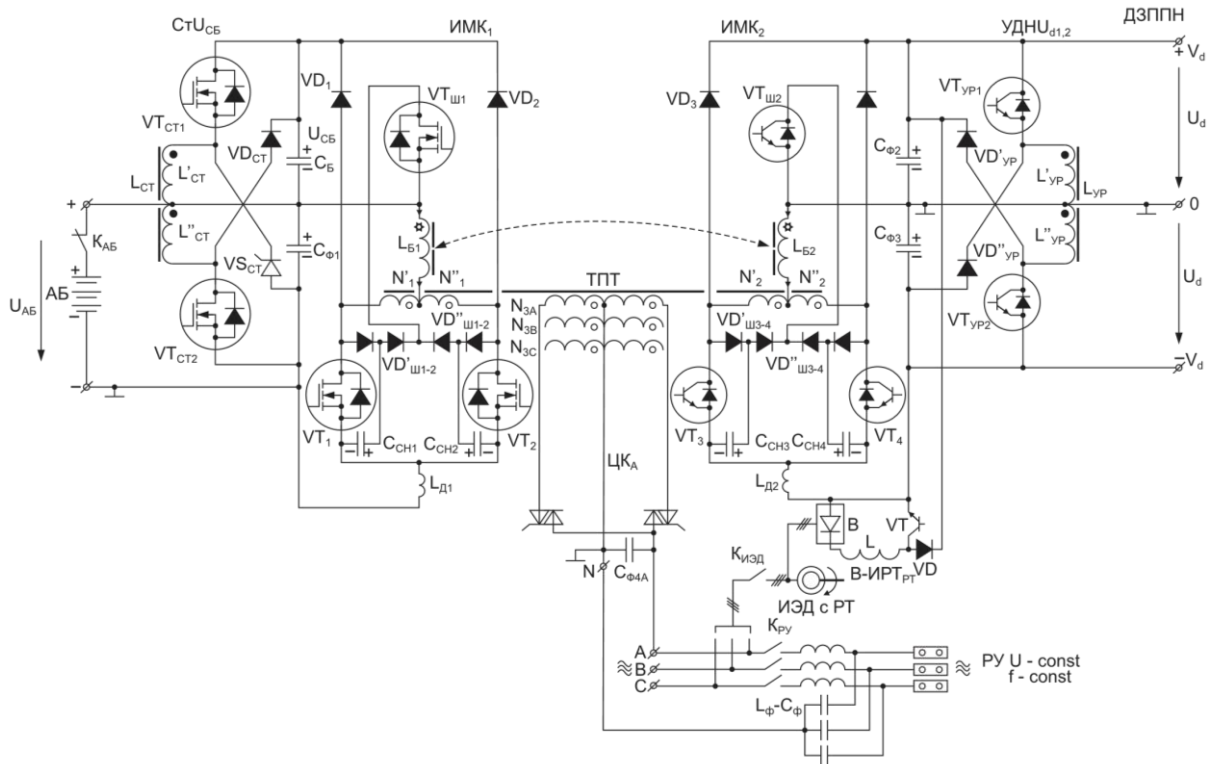 СтU_СБ
ИМК₁
ИМК₂
УДНU_d1,2
ДЗППН
+ V_d
VT_СТ1
VD₁
VT_Ш1
VD₂
VD₃
VT_Ш2
VT_УР1
U_d
U_СБ
VD_СТ
+
C_Б
−
L'_СТ
L_СТ
C_Ф2
+
−
VD'_УР
L'_УР
L_УР
0
+
К_АБ
L''_СТ
VS_СТ
+
C_Ф1
−
L_Б1
L_Б2
C_Ф3
+
−
VD''_УР
L''_УР
U_d
U_АБ
АБ
+
−
N'₁
N''₁
ТПТ
N'₂
N''₂
N_3A
N_3B
N_3C
VT_СТ2
VD''_Ш1-2
VD'_Ш1-2
VD'_Ш3-4
VD''_Ш3-4
VT_УР2
− V_d
−
VT₁
− +
C_СН1
C_СН2
+ −
VT₂
VT₃
− +
C_СН3
C_СН4
+ −
VT₄
ЦК_А
L_Д1
L_Д2
В
VT
L
VD
В-ИРТ_РТ
N
C_Ф4А
К_ИЭД
ИЭД с РТ
К_РУ
A
≈ B
C
≈
РУ U - const
f - const
L_ф-C_ф